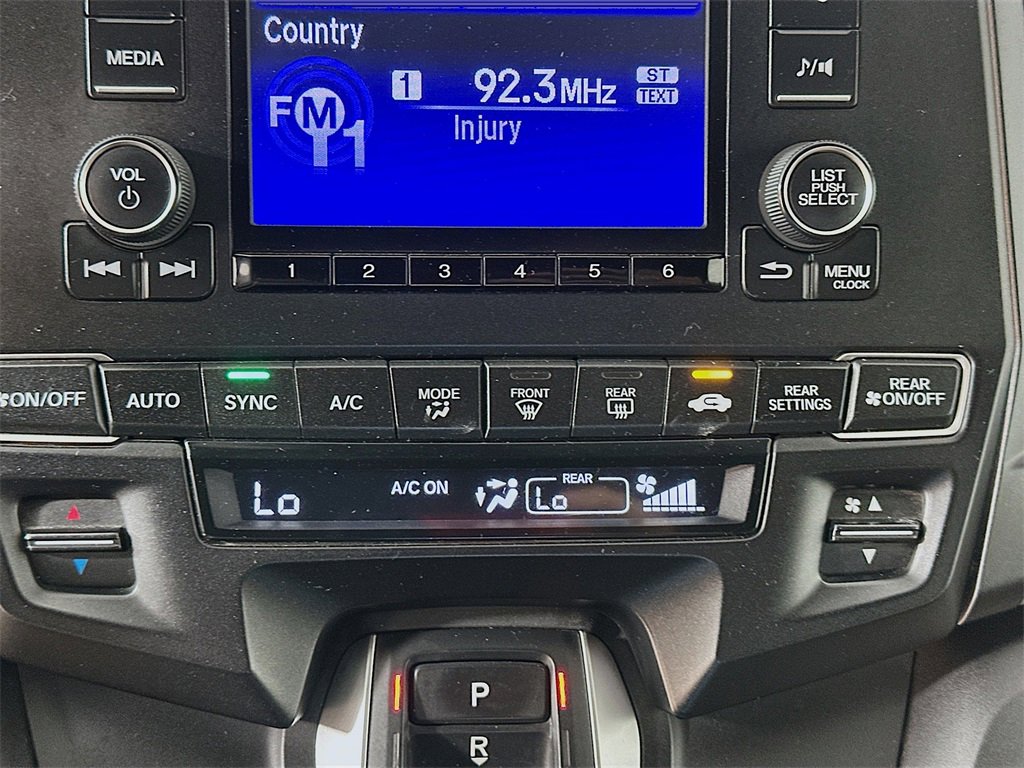 Country
MEDIA
1 92.3MHz ST
TEXT
FM1
Injury
VOL
LIST
PUSH
SELECT
1 2 3 4 5 6
MENU
CLOCK
ON/OFF
AUTO
SYNC
A/C
MODE
FRONT
REAR
REAR
SETTINGS
REAR
ON/OFF
Lo
A/C ON
REAR
Lo
P
R